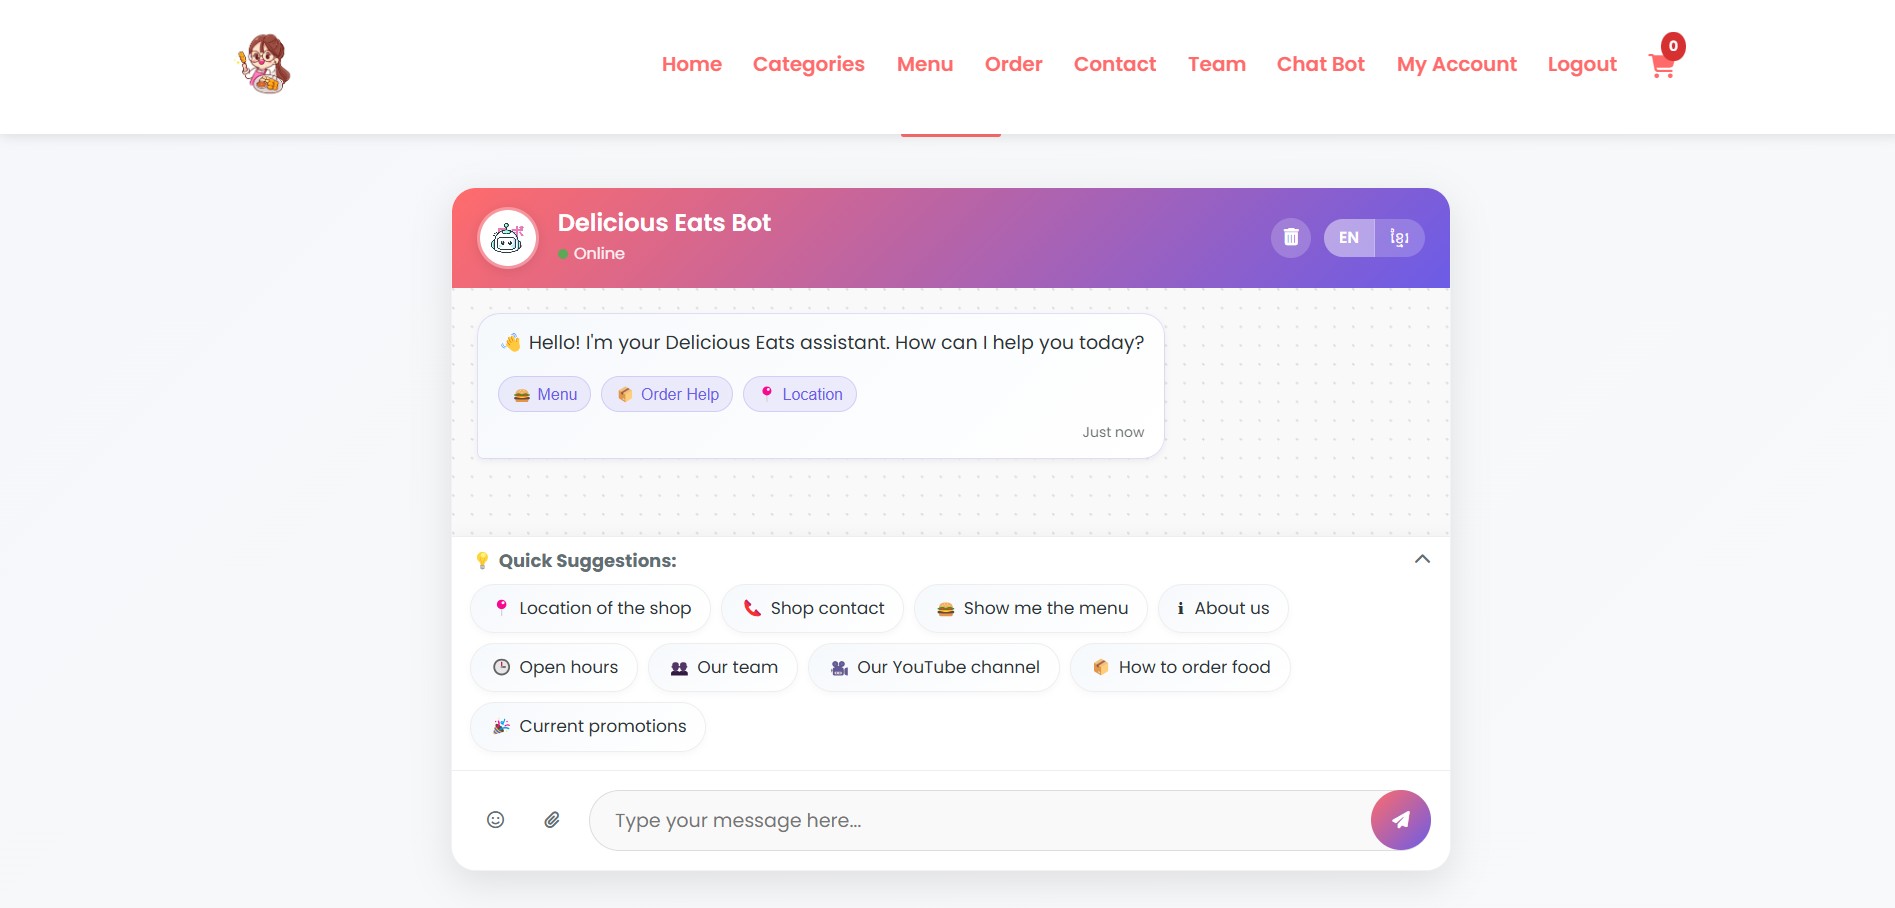 Home Categories Menu Order Contact Team Chat Bot My Account Logout 0
Delicious Eats Bot
Online
EN ខ្មែរ
👋 Hello! I'm your Delicious Eats assistant. How can I help you today?
🍔 Menu 📦 Order Help 📍 Location
Just now
💡 Quick Suggestions:
📍 Location of the shop 📞 Shop contact 🍔 Show me the menu ℹ About us
🕒 Open hours 👥 Our team 🎥 Our YouTube channel 📦 How to order food
🎉 Current promotions
Type your message here...